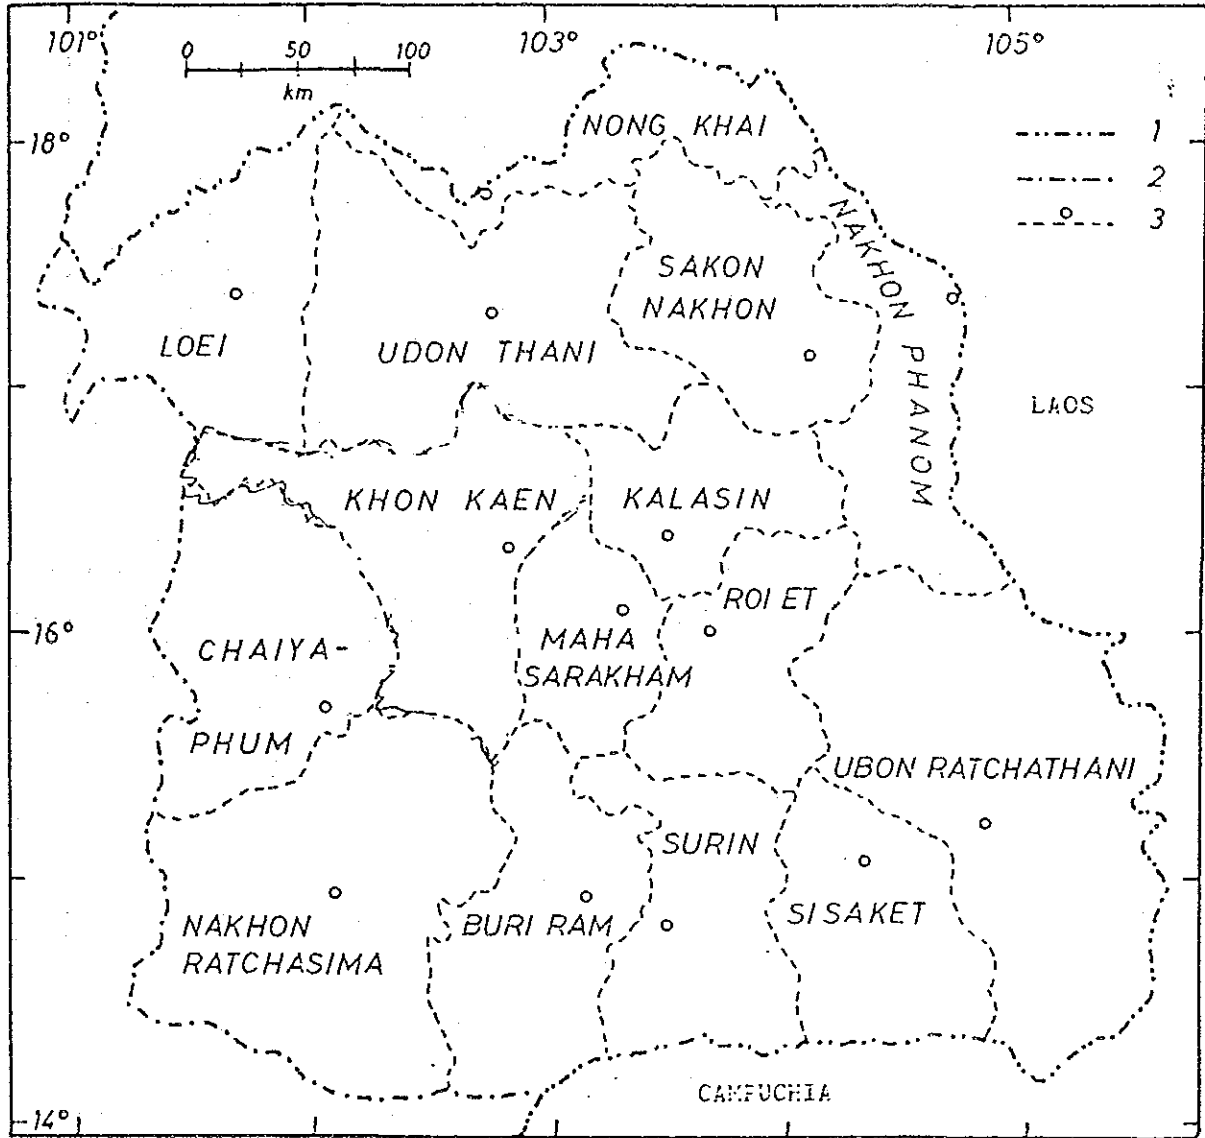 101°
103°
105°
0 50 100
km
18°
NONG KHAI
1
2
3
NAKHON PHANOM
SAKON
NAKHON
LOEI
UDON THANI
LAOS
KHON KAEN
KALASIN
ROI ET
16°
CHAIYA-
PHUM
MAHA
SARAKHAM
UBON RATCHATHANI
SURIN
NAKHON
RATCHASIMA
BURI RAM
SISAKET
CAMPUCHIA
14°